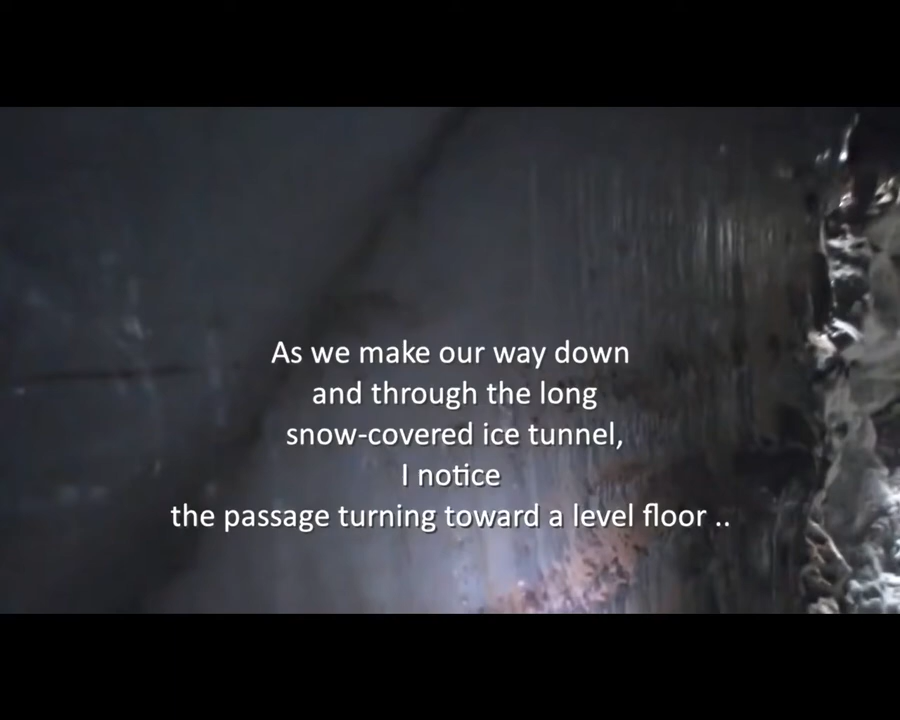 As we make our way down
and through the long
snow-covered ice tunnel,
I notice
the passage turning toward a level floor ..